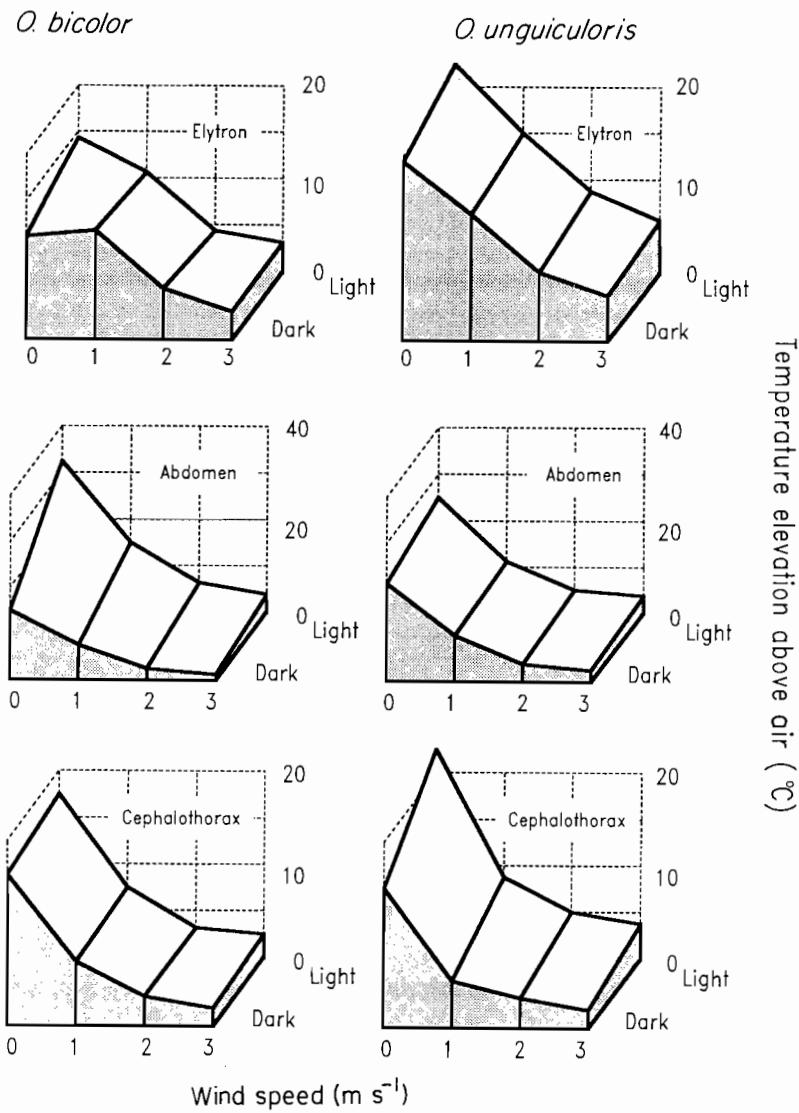 O. bicolor
O. unguicularis
20
Elytron
10
0
Light
Dark
0 1 2 3
20
Elytron
10
0
Light
Dark
0 1 2 3
40
Abdomen
20
0
Light
Dark
0 1 2 3
40
Abdomen
20
0
Light
Dark
0 1 2 3
20
Cephalothorax
10
0
Light
Dark
0 1 2 3
20
Cephalothorax
10
0
Light
Dark
0 1 2 3
Wind speed (m s⁻¹)
Temperature elevation above air (°C)